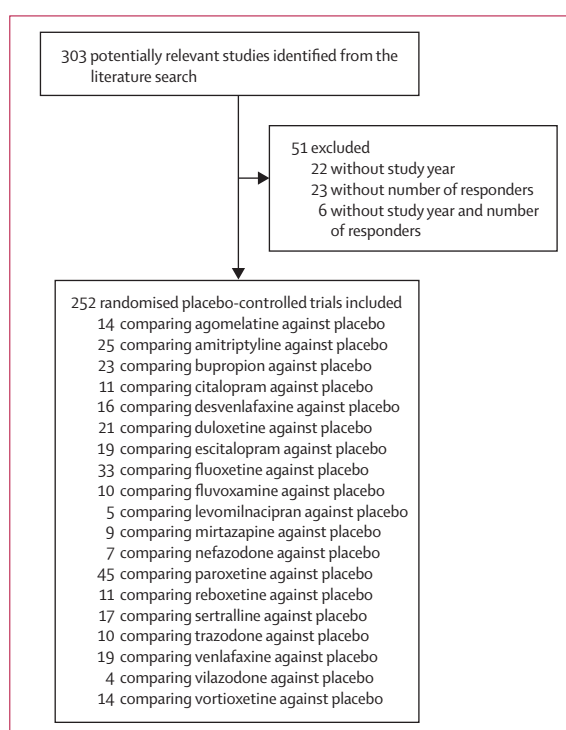 303 potentially relevant studies identified from the
literature search
51 excluded
22 without study year
23 without number of responders
6 without study year and number
of responders
252 randomised placebo-controlled trials included
14 comparing agomelatine against placebo
25 comparing amitriptyline against placebo
23 comparing bupropion against placebo
11 comparing citalopram against placebo
16 comparing desvenlafaxine against placebo
21 comparing duloxetine against placebo
19 comparing escitalopram against placebo
33 comparing fluoxetine against placebo
10 comparing fluvoxamine against placebo
5 comparing levomilnacipran against placebo
9 comparing mirtazapine against placebo
7 comparing nefazodone against placebo
45 comparing paroxetine against placebo
11 comparing reboxetine against placebo
17 comparing sertralline against placebo
10 comparing trazodone against placebo
19 comparing venlafaxine against placebo
4 comparing vilazodone against placebo
14 comparing vortioxetine against placebo